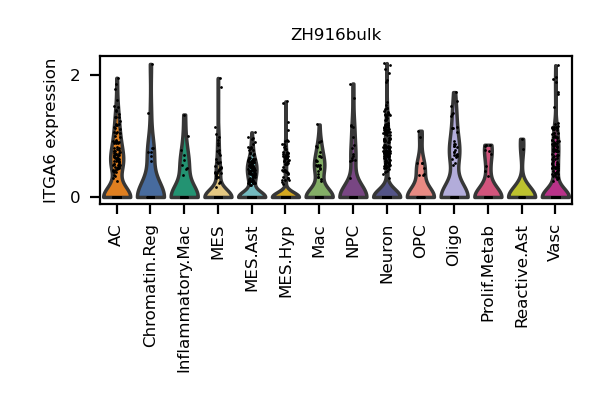 ZH916bulk
ITGA6 expression
2
0
AC
Chromatin.Reg
Inflammatory.Mac
MES
MES.Ast
MES.Hyp
Mac
NPC
Neuron
OPC
Oligo
Prolif.Metab
Reactive.Ast
Vasc